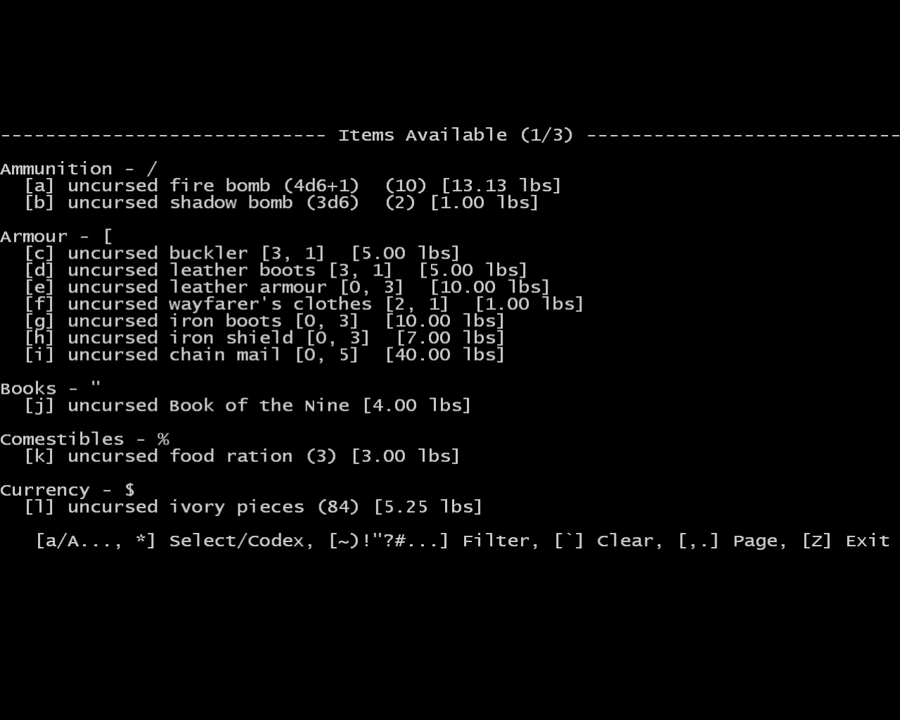 ----------------------------- Items Available (1/3) ----------------------------
Ammunition - /
[a] uncursed fire bomb (4d6+1) (10) [13.13 lbs]
[b] uncursed shadow bomb (3d6) (2) [1.00 lbs]
Armour - [
[c] uncursed buckler [3, 1] [5.00 lbs]
[d] uncursed leather boots [3, 1] [5.00 lbs]
[e] uncursed leather armour [0, 3] [10.00 lbs]
[f] uncursed wayfarer's clothes [2, 1] [1.00 lbs]
[g] uncursed iron boots [0, 3] [10.00 lbs]
[h] uncursed iron shield [0, 3] [7.00 lbs]
[i] uncursed chain mail [0, 5] [40.00 lbs]
Books - "
[j] uncursed Book of the Nine [4.00 lbs]
Comestibles - %
[k] uncursed food ration (3) [3.00 lbs]
Currency - $
[l] uncursed ivory pieces (84) [5.25 lbs]
[a/A..., *] Select/Codex, [~)!"?#...] Filter, [`] Clear, [,.] Page, [Z] Exit